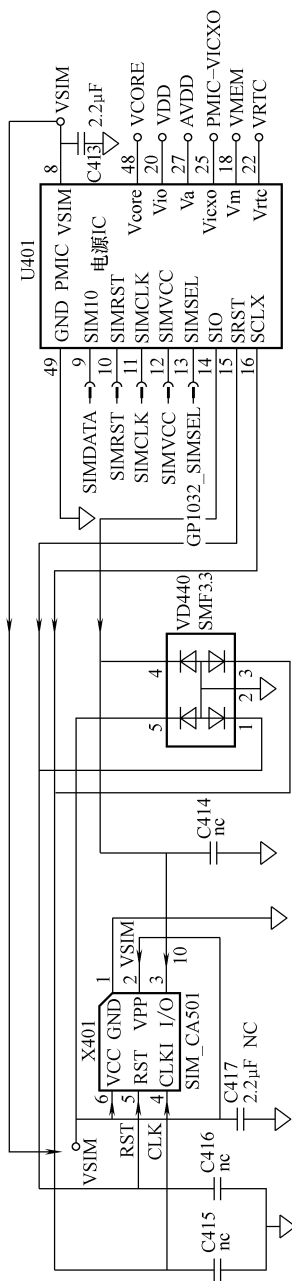 U401
49
GND
PMIC
VSIM
8
VSIM
C413
2.2μF
电源IC
SIMDATA
9
SIM10
SIMRST
10
SIMRST
SIMCLK
11
SIMCLK
SIMVCC
12
SIMVCC
GP1032_SIMSEL
13
SIMSEL
14
SIO
15
SRST
16
SCLX
Vcore
48
VCORE
Vio
20
VDD
Va
27
AVDD
Vicxo
25
PMIC-VICXO
Vm
18
VMEM
Vrtc
22
VRTC
VD440
SMF3.3
5
4
1
2
3
C414
nc
X401
6
VCC
GND
1
5
RST
VPP
2
VSIM
4
CLKI
I/O
3
10
SIM_CA501
VSIM
RST
CLK
C417
2.2μF
NC
C416
nc
C415
nc